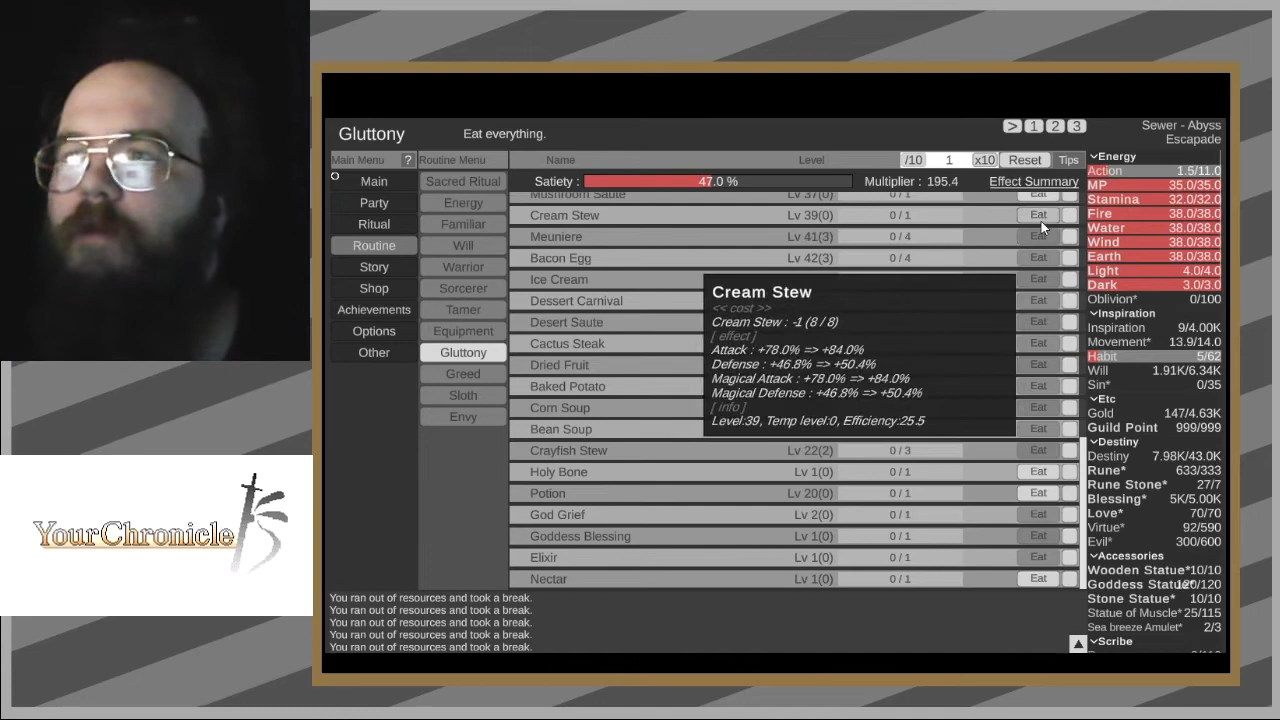 Gluttony
Eat everything.
> 1 2 3
Sewer - Abyss
Escapade
Main Menu ?
Routine Menu
Name
Level
/10 1 x10 Reset Tips
Satiety : 47.0 %
Multiplier : 195.4
Effect Summary
Main
Party
Ritual
Routine
Story
Shop
Achievements
Options
Other
Sacred Ritual
Energy
Familiar
Will
Warrior
Sorcerer
Tamer
Equipment
Gluttony
Greed
Sloth
Envy
Mushroom Saute Lv 37(0) 0 / 1 Eat
Cream Stew Lv 39(0) 0 / 1 Eat
Meuniere Lv 41(3) 0 / 4 Eat
Bacon Egg Lv 42(3) 0 / 4 Eat
Ice Cream Eat
Dessert Carnival Eat
Desert Saute Eat
Cactus Steak Eat
Dried Fruit Eat
Baked Potato Eat
Corn Soup Eat
Bean Soup Eat
Crayfish Stew Lv 22(2) 0 / 3 Eat
Holy Bone Lv 1(0) 0 / 1 Eat
Potion Lv 20(0) 0 / 1 Eat
God Grief Lv 2(0) 0 / 1 Eat
Goddess Blessing Lv 1(0) 0 / 1 Eat
Elixir Lv 1(0) 0 / 1 Eat
Nectar Lv 1(0) 0 / 1 Eat
Cream Stew
<< cost >>
Cream Stew : -1 (8 / 8)
[ effect ]
Attack : +78.0% => +84.0%
Defense : +46.8% => +50.4%
Magical Attack : +78.0% => +84.0%
Magical Defense : +46.8% => +50.4%
[ info ]
Level:39, Temp level:0, Efficiency:25.5
Energy
Action 1.5/11.0
MP 35.0/35.0
Stamina 32.0/32.0
Fire 38.0/38.0
Water 38.0/38.0
Wind 38.0/38.0
Earth 38.0/38.0
Light 4.0/4.0
Dark 3.0/3.0
Oblivion* 0/100
Inspiration
Inspiration 9/4.00K
Movement* 13.9/14.0
Habit 5/62
Will 1.91K/6.34K
Sin* 0/35
Etc
Gold 147/4.63K
Guild Point 999/999
Destiny
Destiny 7.98K/43.0K
Rune* 633/333
Rune Stone* 27/7
Blessing* 5K/5.00K
Love* 70/70
Virtue* 92/590
Evil* 300/600
Accessories
Wooden Statue* 10/10
Goddess Statue* 120/120
Stone Statue* 10/10
Statue of Muscle* 25/115
Sea breeze Amulet* 2/3
Scribe
You ran out of resources and took a break.
You ran out of resources and took a break.
You ran out of resources and took a break.
You ran out of resources and took a break.
You ran out of resources and took a break.
YourChronicle